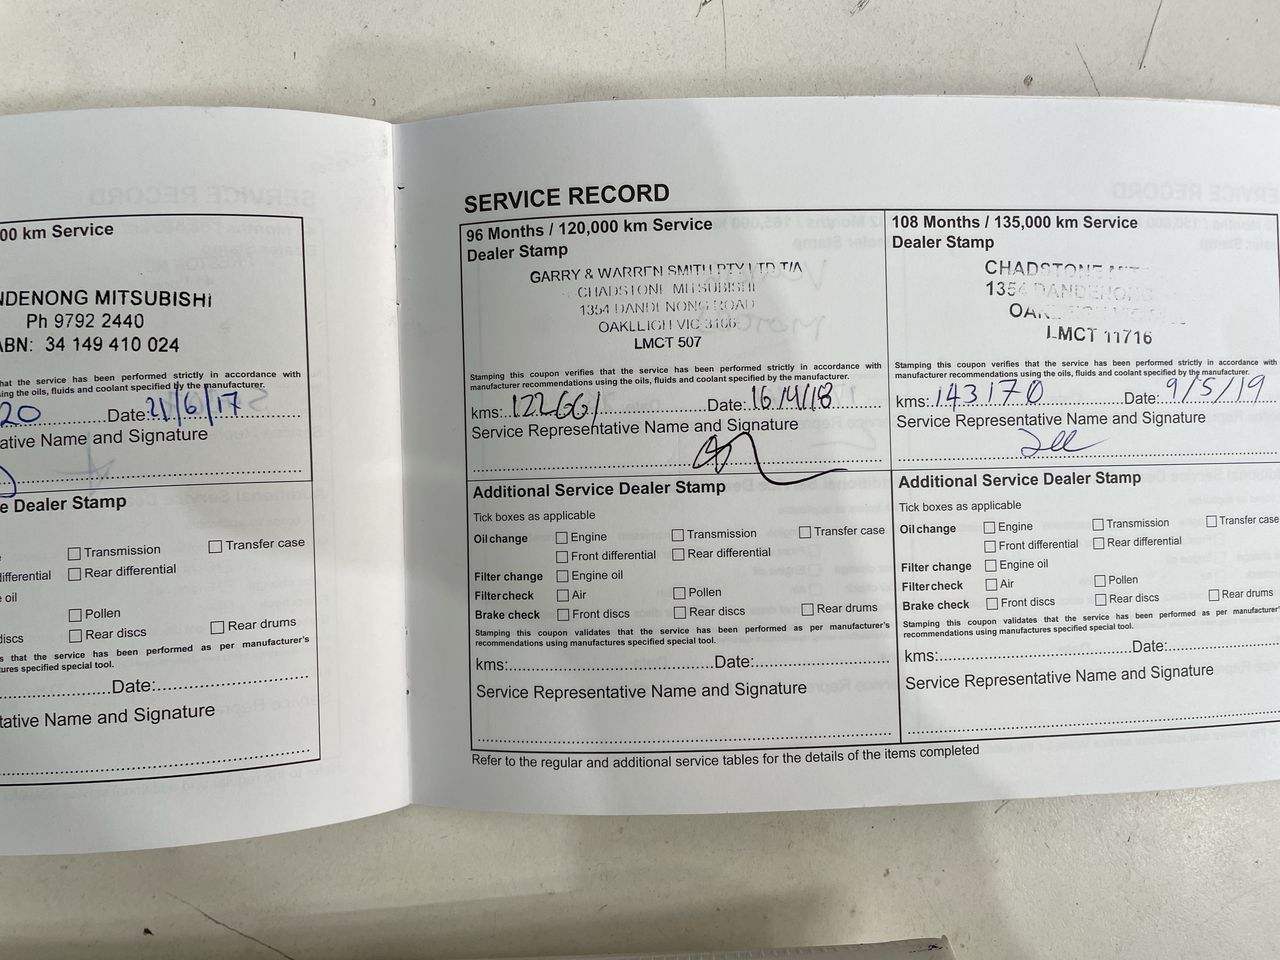 00 km Service
NDENONG MITSUBISHI
Ph 9792 2440
ABN: 34 149 410 024
hat the service has been performed strictly in accordance with
ing the oils, fluids and coolant specified by the manufacturer.
20 Date: 21/6/17
ative Name and Signature
e Dealer Stamp
Transmission Transfer case
ifferential Rear differential
e oil
Pollen
discs Rear discs Rear drums
s that the service has been performed as per manufacturer's
ures specified special tool.
Date:
tative Name and Signature
SERVICE RECORD
96 Months / 120,000 km Service
Dealer Stamp
GARRY & WARREN SMITH PTY LTD T/A
CHADSTONE MITSUBISHI
1354 DANDENONG ROAD
OAKLEIGH VIC 3166
LMCT 507
Stamping this coupon verifies that the service has been performed strictly in accordance with
manufacturer recommendations using the oils, fluids and coolant specified by the manufacturer.
kms: 122661 Date: 16/4/18
Service Representative Name and Signature
Additional Service Dealer Stamp
Tick boxes as applicable
Oil change Engine Transmission Transfer case
Front differential Rear differential
Filter change Engine oil
Filter check Air Pollen
Brake check Front discs Rear discs Rear drums
Stamping this coupon validates that the service has been performed as per manufacturer's
recommendations using manufactures specified special tool.
kms: Date:
Service Representative Name and Signature
108 Months / 135,000 km Service
Dealer Stamp
CHADSTONE
1354 DANDENONG
LMCT 11716
Stamping this coupon verifies that the service has been performed strictly in accordance with
manufacturer recommendations using the oils, fluids and coolant specified by the manufacturer.
kms: 143170 Date: 9/5/19
Service Representative Name and Signature
Additional Service Dealer Stamp
Tick boxes as applicable
Oil change Engine Transmission Transfer case
Front differential Rear differential
Filter change Engine oil
Filter check Air Pollen
Brake check Front discs Rear discs Rear drums
Stamping this coupon validates that the service has been performed as per manufacturer'
recommendations using manufactures specified special tool.
kms: Date:
Service Representative Name and Signature
Refer to the regular and additional service tables for the details of the items completed